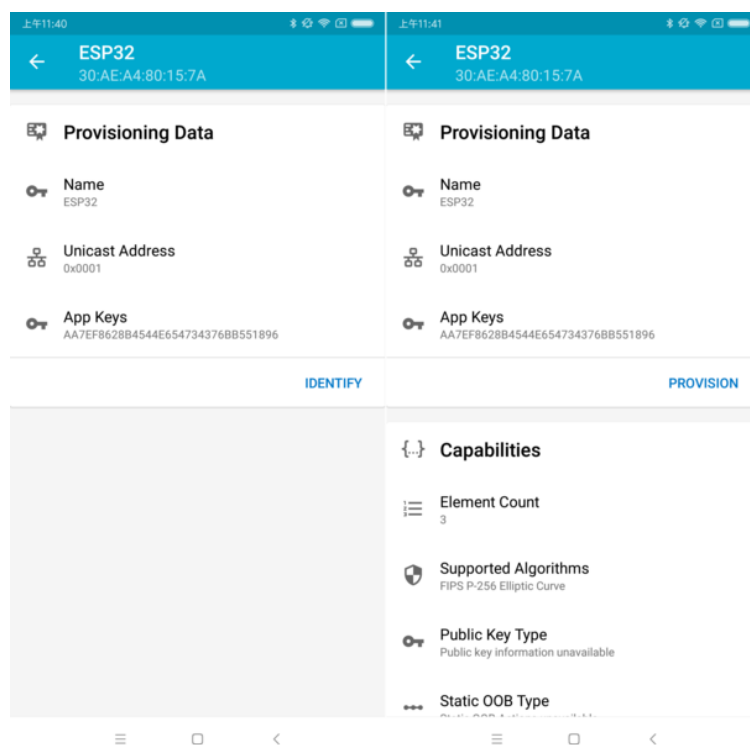 上午11:40
ESP32
30:AE:A4:80:15:7A
Provisioning Data
Name
ESP32
Unicast Address
0x0001
App Keys
AA7EF8628B4544E654734376BB551896
IDENTIFY
上午11:41
ESP32
30:AE:A4:80:15:7A
Provisioning Data
Name
ESP32
Unicast Address
0x0001
App Keys
AA7EF8628B4544E654734376BB551896
PROVISION
{...} Capabilities
Element Count
3
Supported Algorithms
FIPS P-256 Elliptic Curve
Public Key Type
Public key information unavailable
Static OOB Type